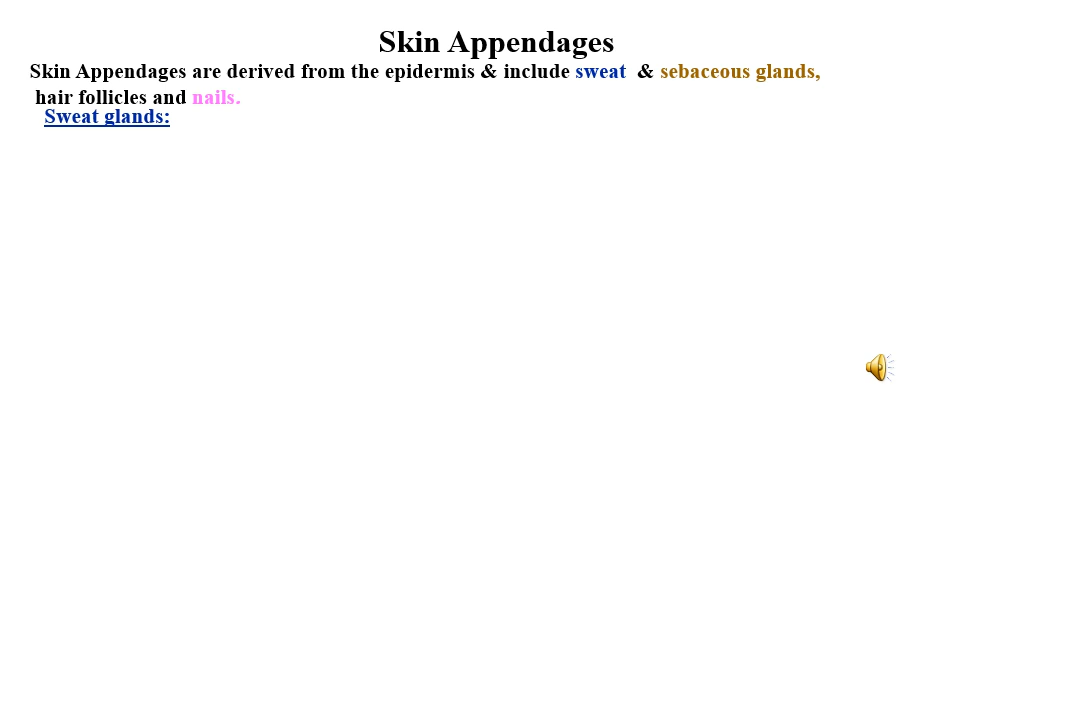 Skin Appendages
Skin Appendages are derived from the epidermis & include sweat & sebaceous glands,
hair follicles and nails.
Sweat glands: